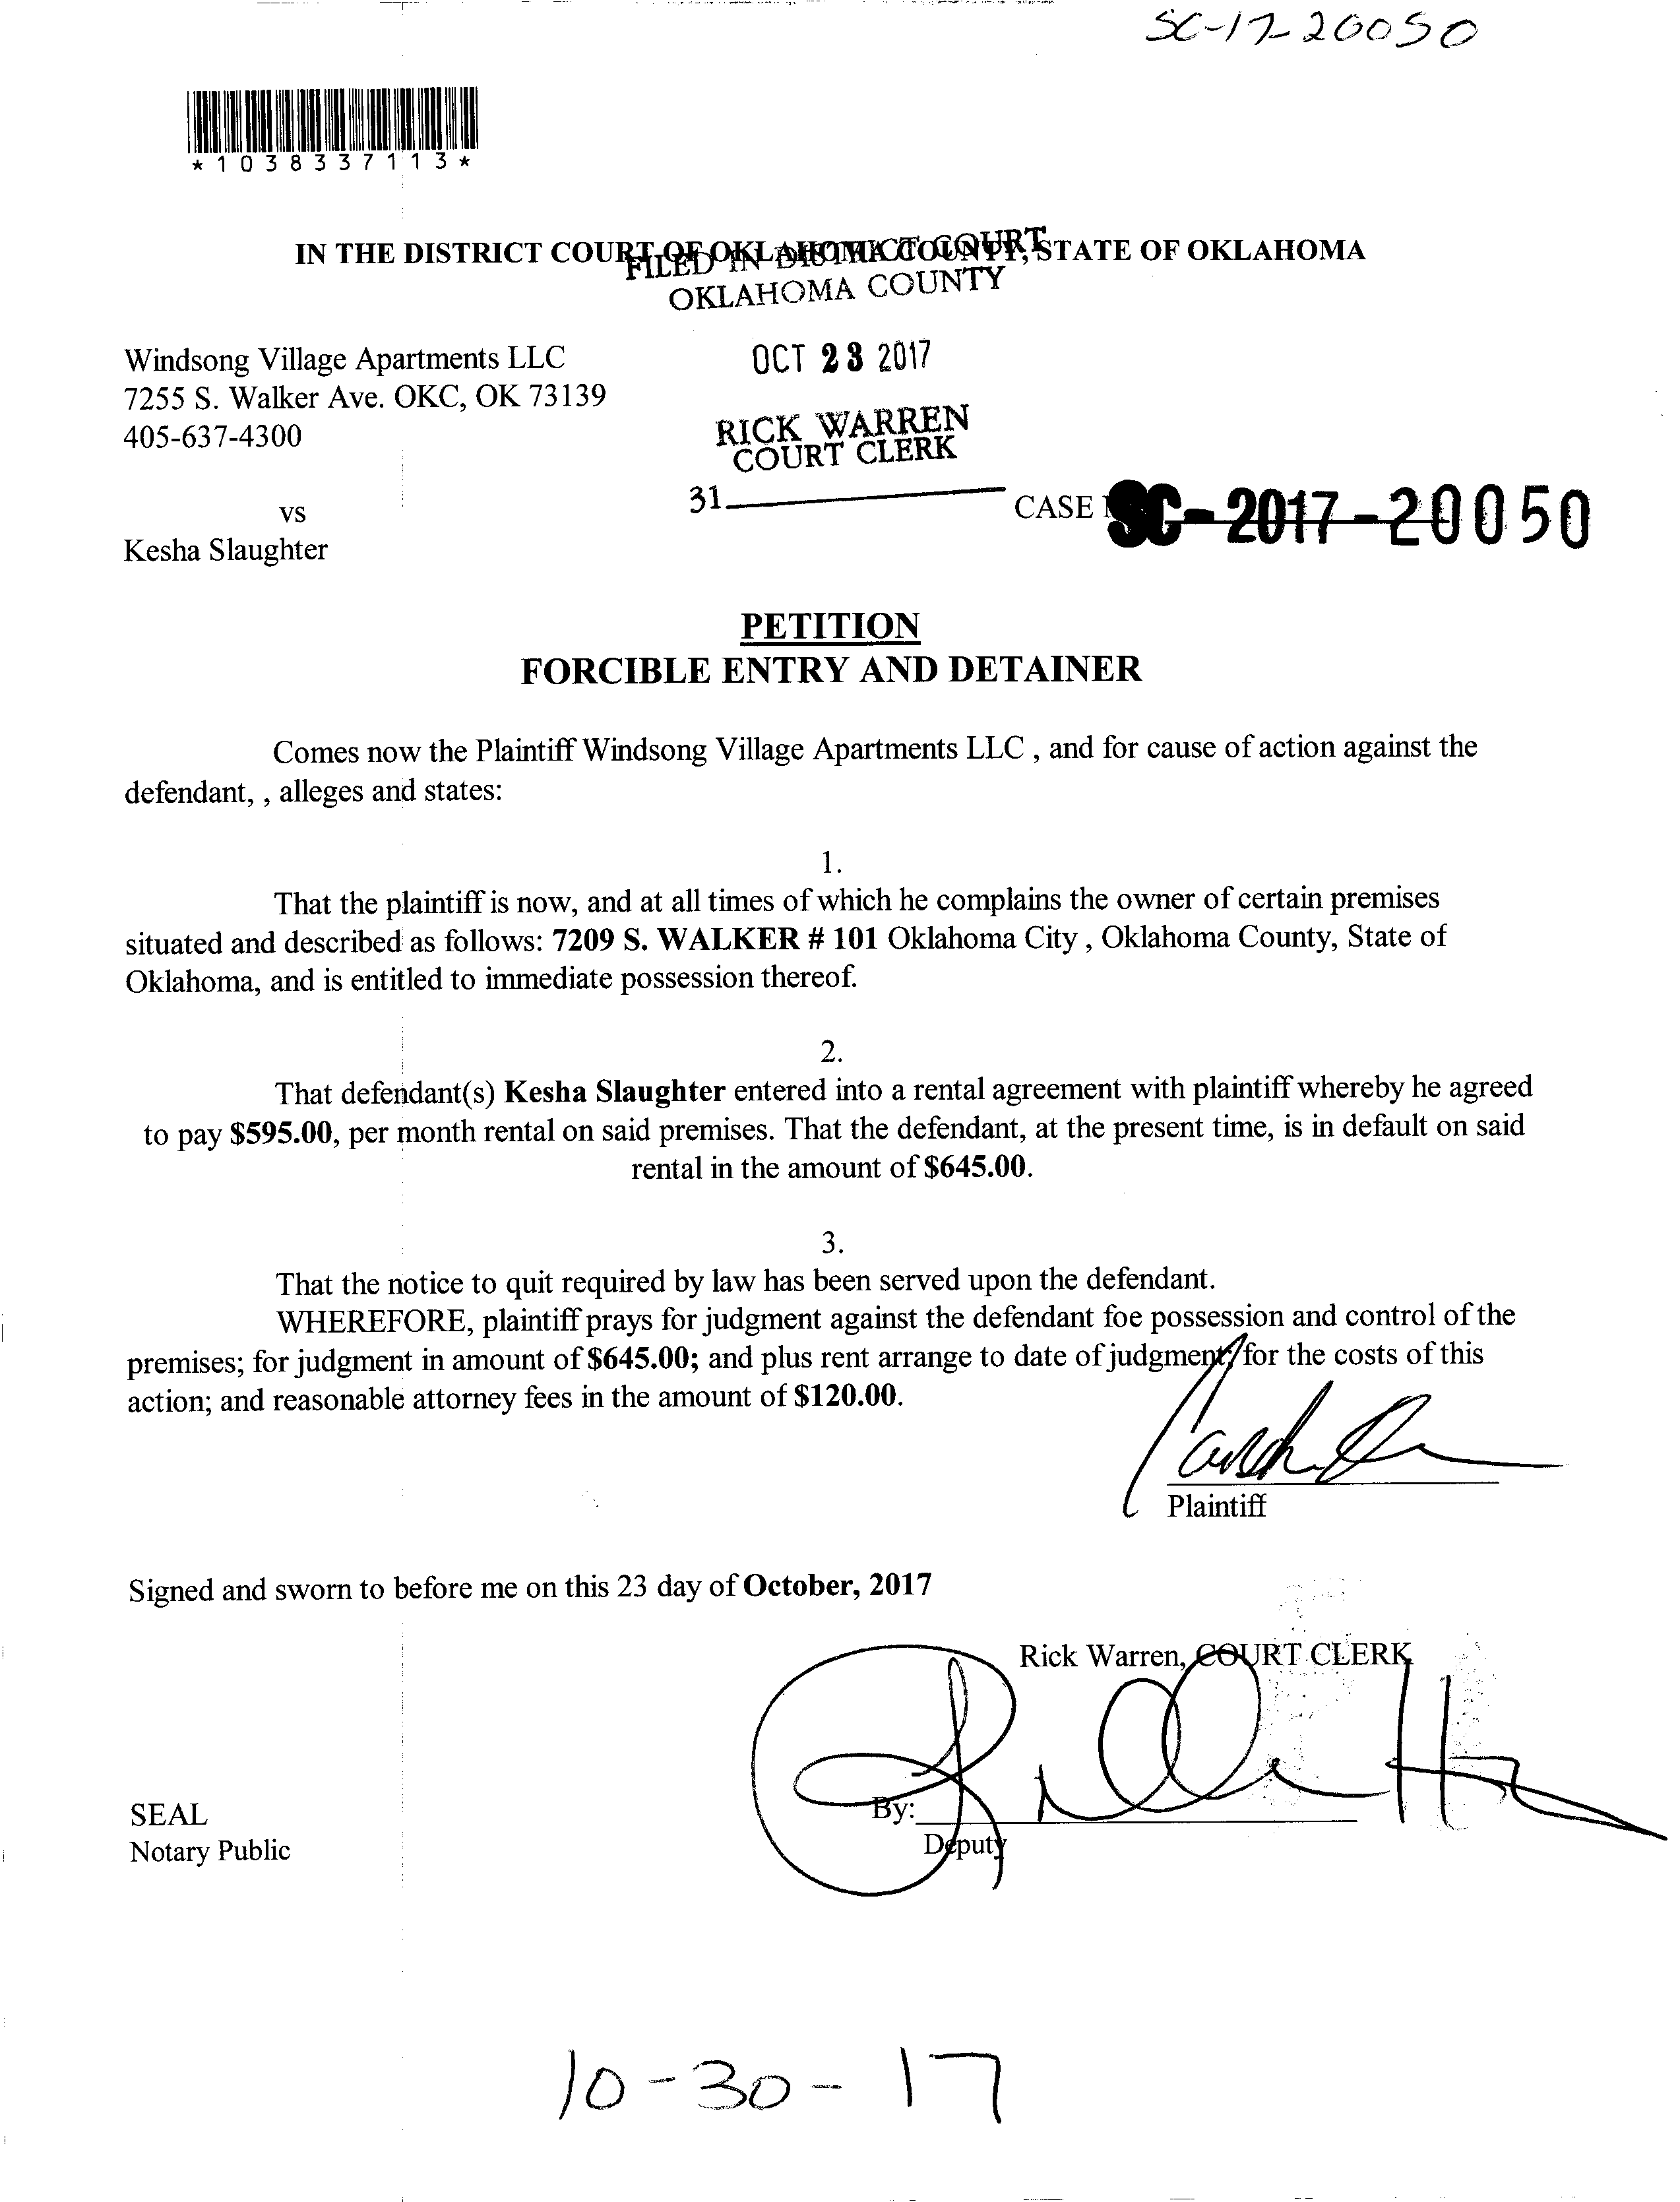 SC-17-20050
*1038337113*
IN THE DISTRICT COURT OF OKLAHOMA COUNTY, STATE OF OKLAHOMA
FILED IN DISTRICT COURT
OKLAHOMA COUNTY
Windsong Village Apartments LLC
OCT 23 2017
7255 S. Walker Ave. OKC, OK 73139
405-637-4300
RICK WARREN
COURT CLERK
31
CASE
SC-2017-20050
vs
Kesha Slaughter
PETITION
FORCIBLE ENTRY AND DETAINER
Comes now the Plaintiff Windsong Village Apartments LLC , and for cause of action against the
defendant, , alleges and states:
1.
That the plaintiff is now, and at all times of which he complains the owner of certain premises
situated and described as follows: 7209 S. WALKER # 101 Oklahoma City , Oklahoma County, State of
Oklahoma, and is entitled to immediate possession thereof.
2.
That defendant(s) Kesha Slaughter entered into a rental agreement with plaintiff whereby he agreed
to pay $595.00, per month rental on said premises. That the defendant, at the present time, is in default on said
rental in the amount of $645.00.
3.
That the notice to quit required by law has been served upon the defendant.
WHEREFORE, plaintiff prays for judgment against the defendant foe possession and control of the
premises; for judgment in amount of $645.00; and plus rent arrange to date of judgment; for the costs of this
action; and reasonable attorney fees in the amount of $120.00.
Plaintiff
Signed and sworn to before me on this 23 day of October, 2017
Rick Warren, COURT CLERK
SEAL
By:
Deputy
Notary Public
10-30-17